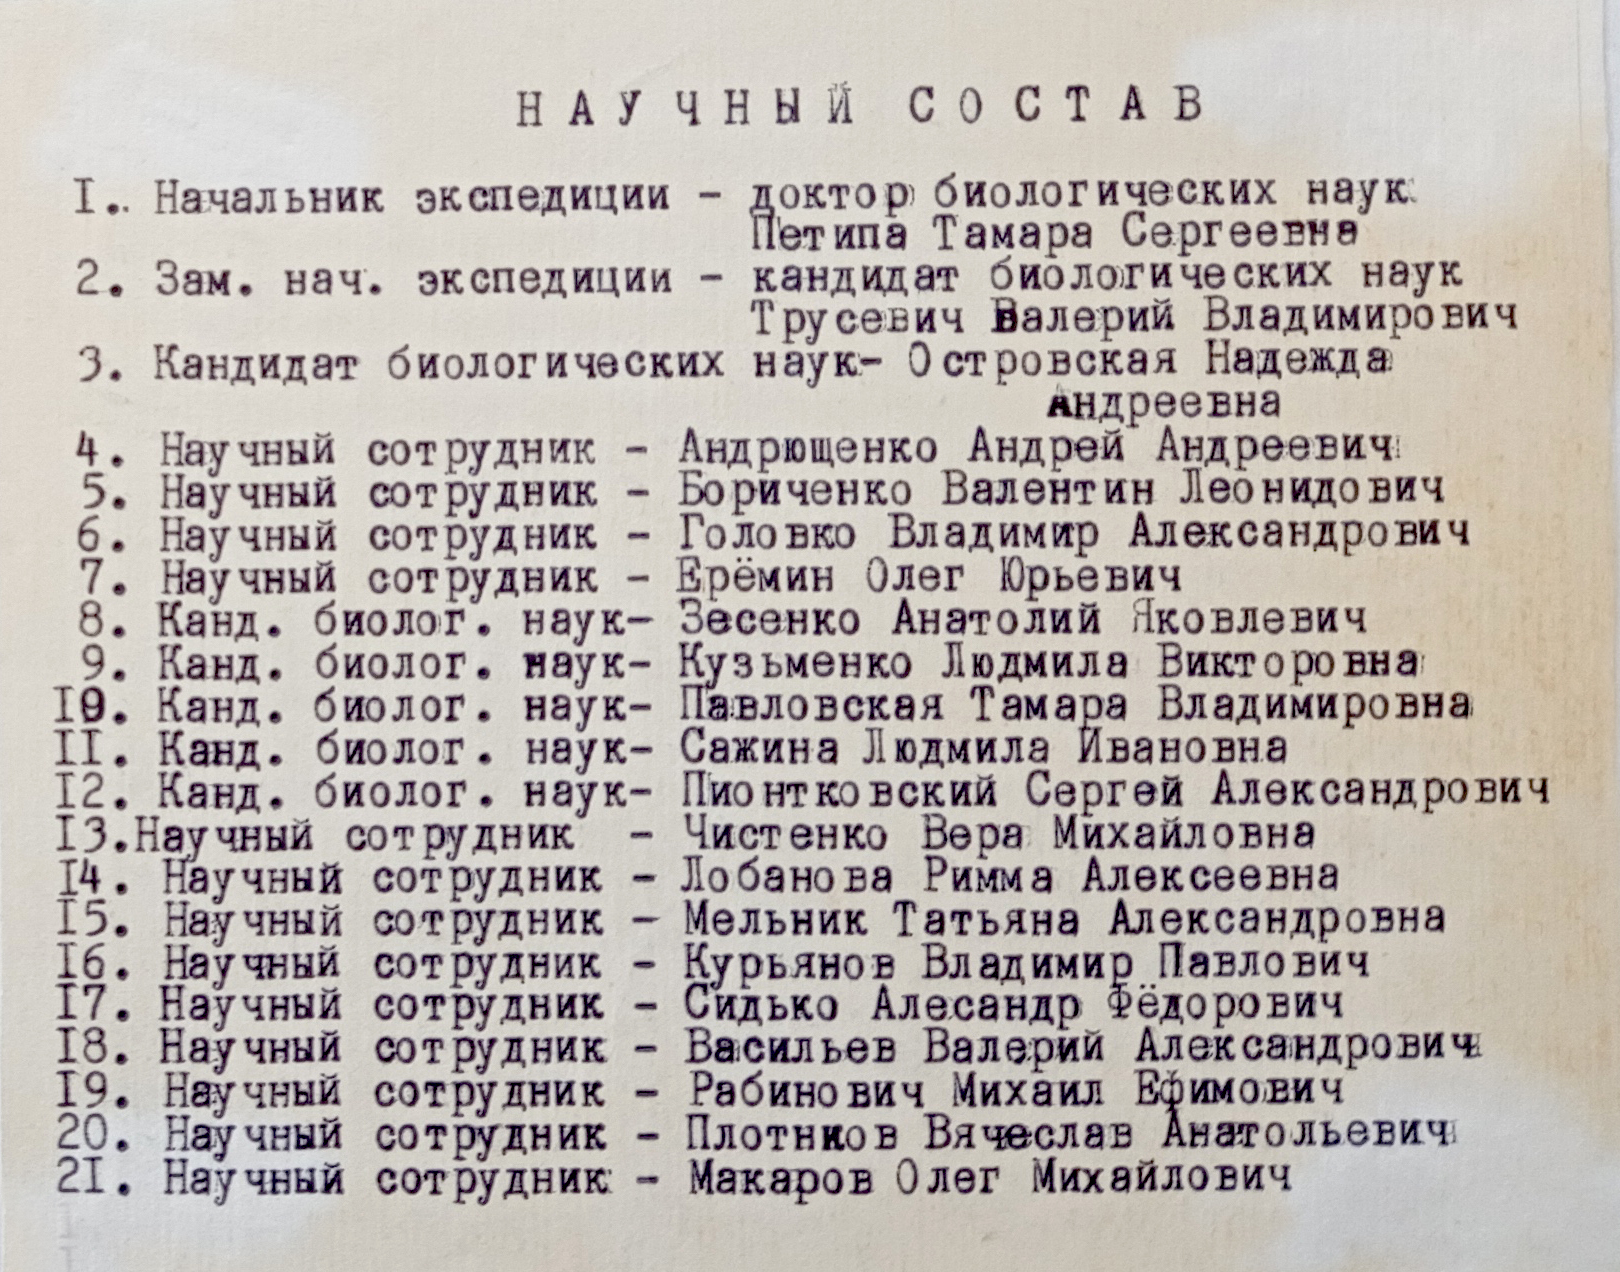 НАУЧНЫЙ СОСТАВ
I. Начальник экспедиции - доктор биологических наук
Петипа Тамара Сергеевна
2. Зам. нач. экспедиции - кандидат биологических наук
Трусевич Валерий Владимирович
3. Кандидат биологических наук- Островская Надежда
Андреевна
4. Научный сотрудник - Андрющенко Андрей Андреевич
5. Научный сотрудник - Бориченко Валентин Леонидович
6. Научный сотрудник - Головко Владимир Александрович
7. Научный сотрудник - Ерёмин Олег Юрьевич
8. Канд. биолог. наук- Зесенко Анатолий Яковлевич
9. Канд. биолог. наук- Кузьменко Людмила Викторовна
I0. Канд. биолог. наук- Павловская Тамара Владимировна
II. Канд. биолог. наук- Сажина Людмила Ивановна
I2. Канд. биолог. наук- Пионтковский Сергей Александрович
I3.Научный сотрудник - Чистенко Вера Михайловна
I4. Научный сотрудник - Лобанова Римма Алексеевна
I5. Научный сотрудник - Мельник Татьяна Александровна
I6. Научный сотрудник - Курьянов Владимир Павлович
I7. Научный сотрудник - Сидько Алесандр Фёдорович
I8. Научный сотрудник - Васильев Валерий Александрович
I9. Научный сотрудник - Рабинович Михаил Ефимович
20. Научный сотрудник - Плотнков Вячеслав Анатольевич
2I. Научный сотрудник - Макаров Олег Михайлович